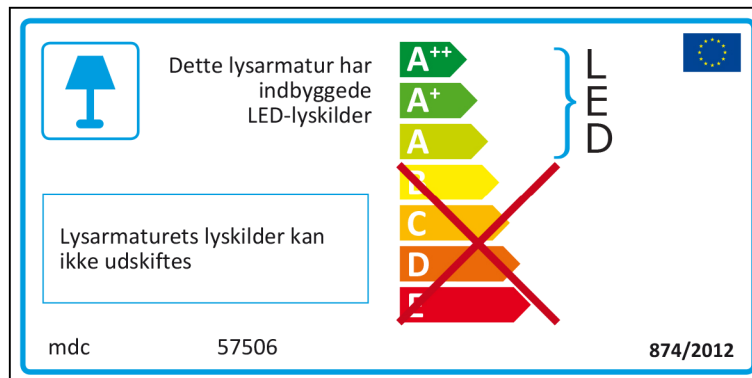 Dette lysarmatur har
indbyggede
LED-lyskilder
A++
A+
A
B
C
D
E
L
E
D
Lysarmaturets lyskilder kan
ikke udskiftes
mdc 57506
874/2012